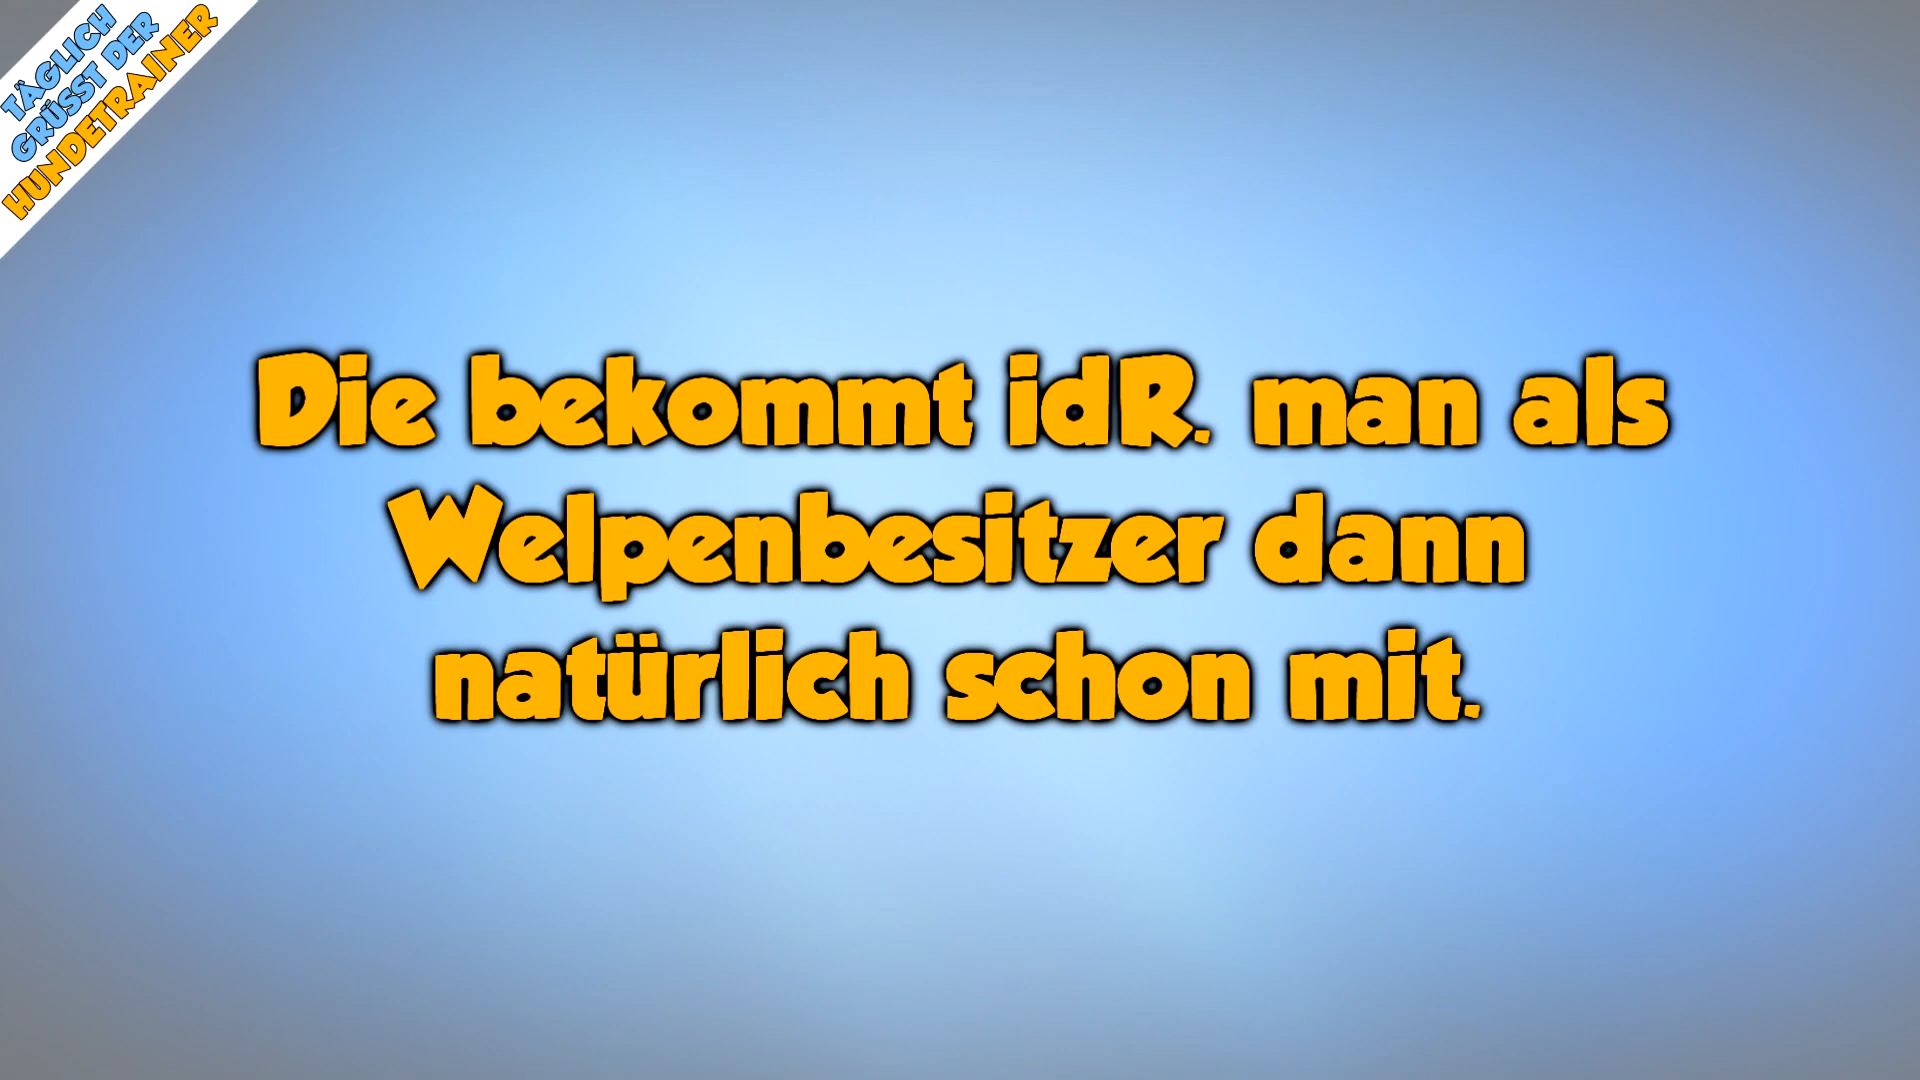 TÄGLICH
GRÜSST DER
HUNDETRAINER
Die bekommt idR. man als
Welpenbesitzer dann
natürlich schon mit.